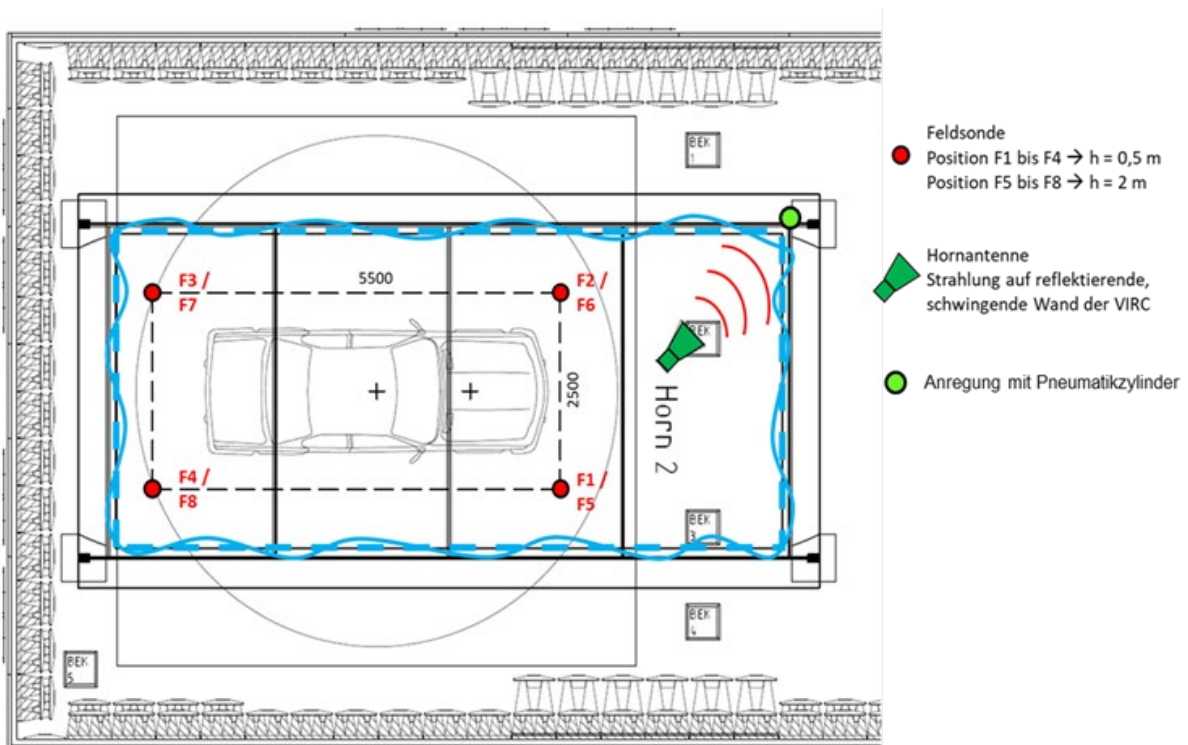 BEK
1
F3 /
F7
5500
F2 /
F6
BEK
2500
Horn 2
F4 /
F8
F1 /
F5
BEK
3
BEK
4
BEK
5
Feldsonde
Position F1 bis F4 → h = 0,5 m
Position F5 bis F8 → h = 2 m
Hornantenne
Strahlung auf reflektierende,
schwingende Wand der VIRC
Anregung mit Pneumatikzylinder